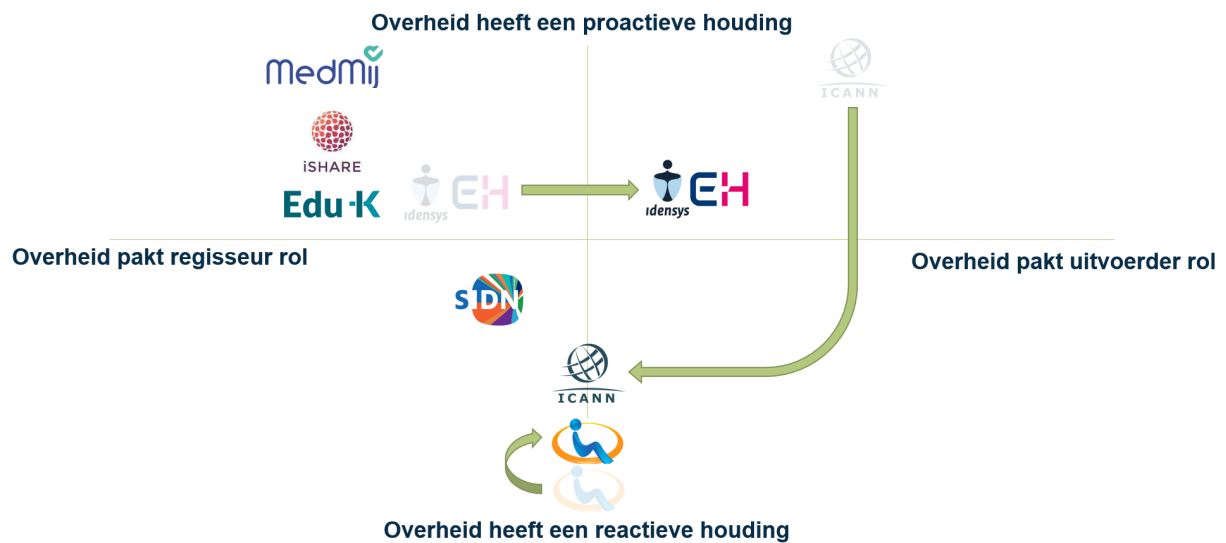 Overheid heeft een proactieve houding
MedMij
ICANN
iSHARE
Edu-K
idensys
EH
idensys
EH
Overheid pakt regisseur rol
Overheid pakt uitvoerder rol
SIDN
ICANN
Overheid heeft een reactieve houding